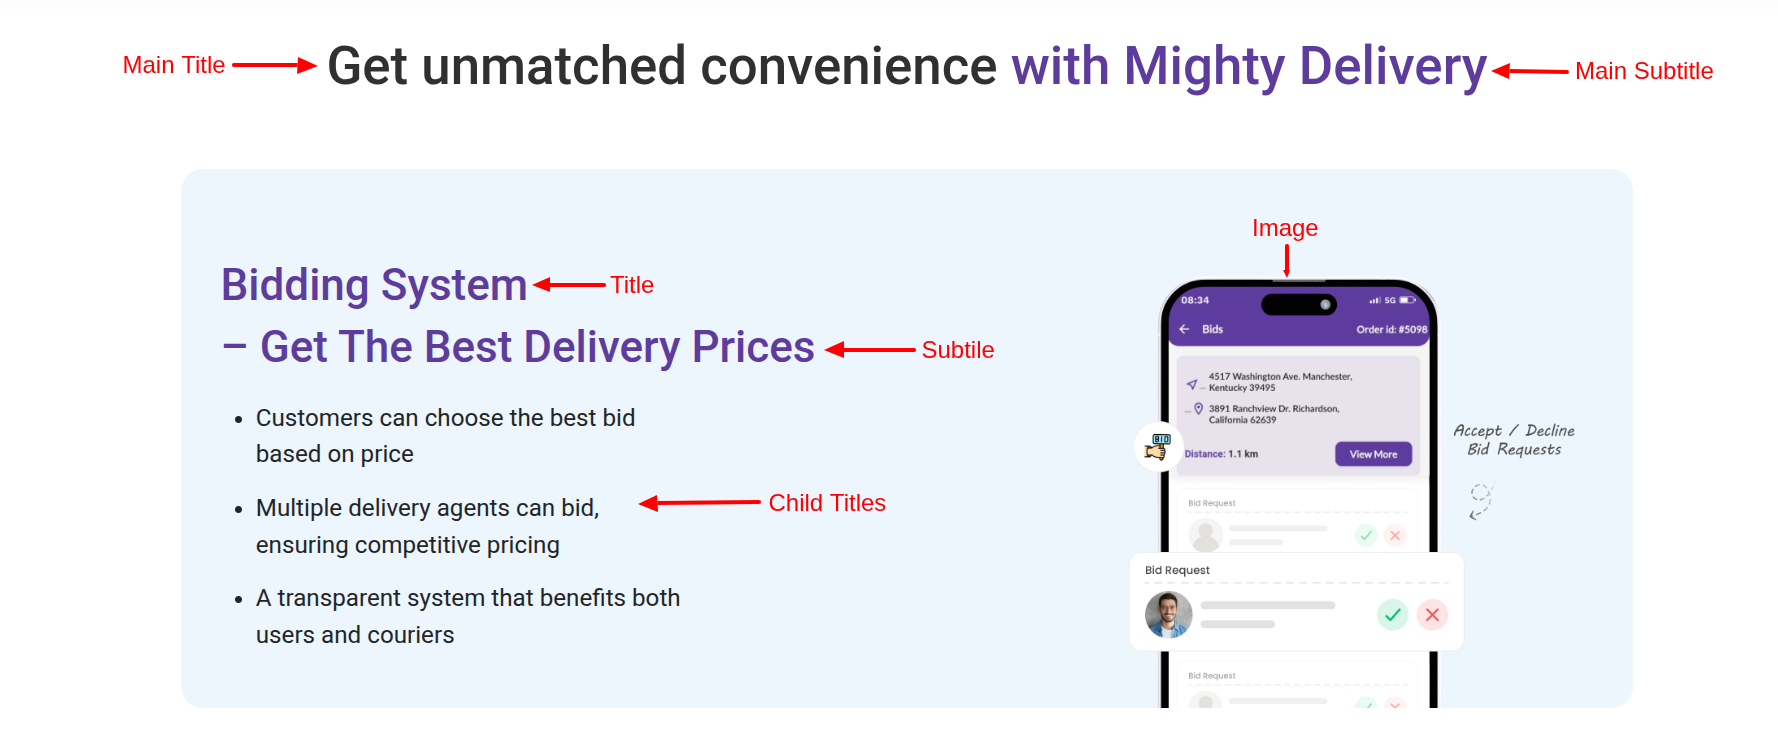 Main Title
Get unmatched convenience with Mighty Delivery
Main Subtitle
Bidding System
Title
– Get The Best Delivery Prices
Subtile
• Customers can choose the best bid
based on price
• Multiple delivery agents can bid,
ensuring competitive pricing
Child Titles
• A transparent system that benefits both
users and couriers
Image
08:34
5G
Bids
Order id: #5098
4517 Washington Ave. Manchester,
Kentucky 39495
3891 Ranchview Dr. Richardson,
California 62639
BID
Distance: 1.1 km
View More
Accept / Decline
Bid Requests
Bid Request
Bid Request
Bid Request